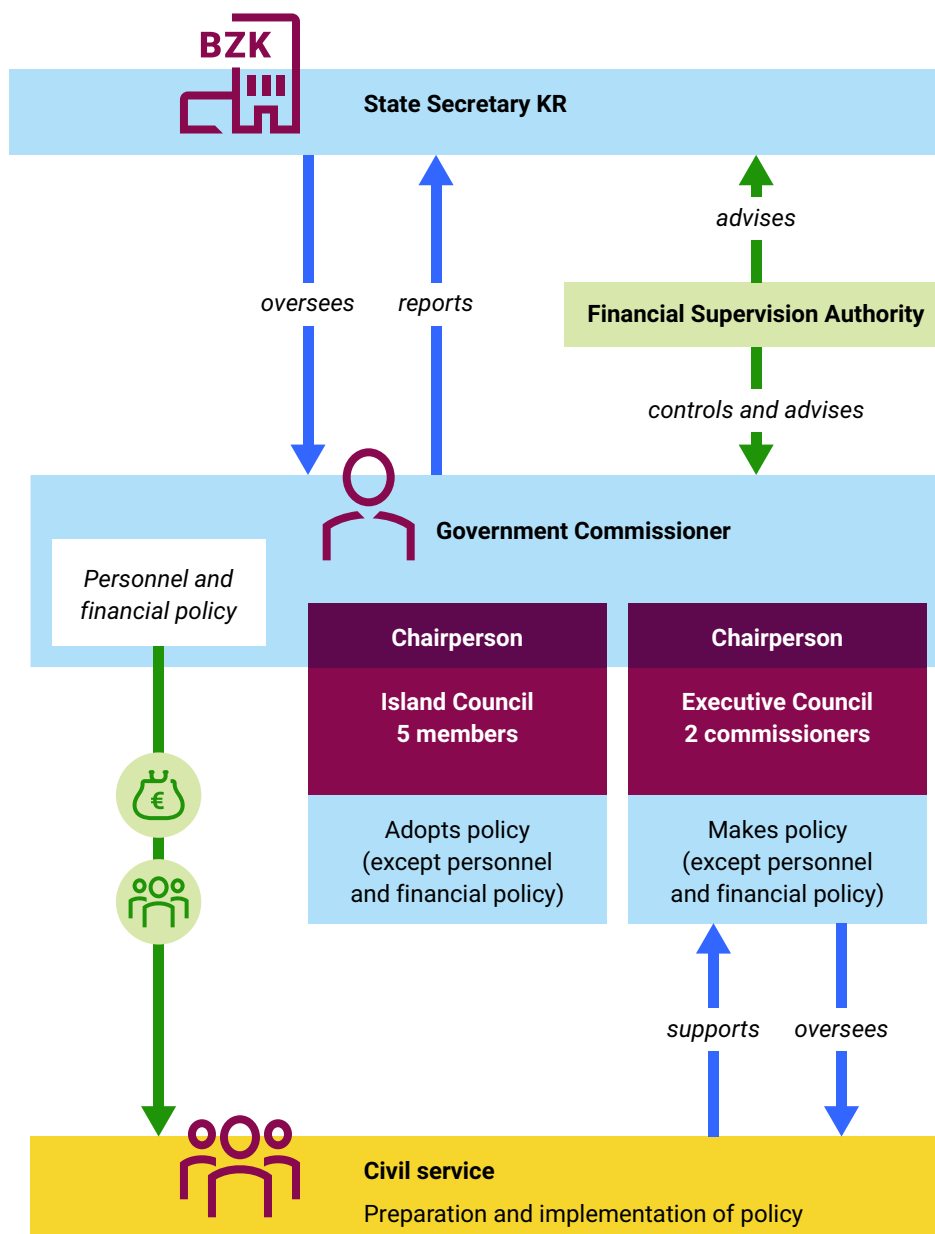 BZK
State Secretary KR
advises
oversees
reports
Financial Supervision Authority
controls and advises
Government Commissioner
Personnel and
financial policy
Chairperson
Island Council
5 members
Adopts policy
(except personnel
and financial policy)
Chairperson
Executive Council
2 commissioners
Makes policy
(except personnel
and financial policy)
€
supports
oversees
Civil service
Preparation and implementation of policy